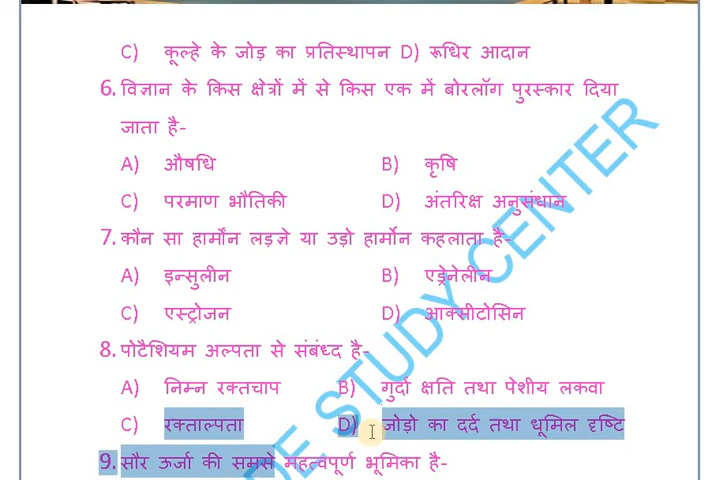 C) कूल्हे के जोड़ का प्रतिस्थापन D) रूधिर आदान
6. विज्ञान के किस क्षेत्रों में से किस एक में बोरलॉग पुरस्कार दिया
जाता है-
A) औषधि B) कृषि
C) परमाण भौतिकी D) अंतरिक्ष अनुसंधान
7. कौन सा हार्मोंन लड़ने या उड़ो हार्मोन कहलाता है-
A) इन्सुलीन B) एड्रेनेलीन
C) एस्ट्रोजन D) आक्सीटोसिन
8. पोटैशियम अल्पता से संबंध्द है-
A) निम्न रक्तचाप B) गुर्दा क्षति तथा पेशीय लकवा
C) रक्ताल्पता D) जोड़ो का दर्द तथा धूमिल दृष्टि
9. सौर ऊर्जा की समसे महत्वपूर्ण भूमिका है-
DE STUDY CENTER